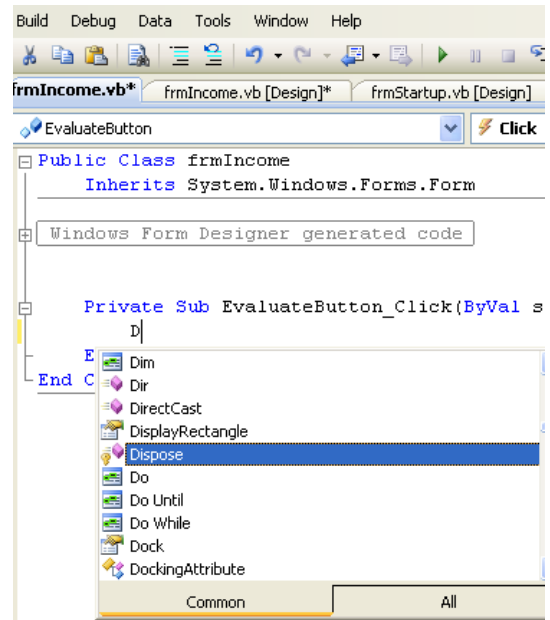 Build Debug Data Tools Window Help
frmIncome.vb* frmIncome.vb [Design]* frmStartup.vb [Design]
EvaluateButton Click
Public Class frmIncome
Inherits System.Windows.Forms.Form
Windows Form Designer generated code
Private Sub EvaluateButton_Click(ByVal s
D
E
End C
Dim
Dir
DirectCast
DisplayRectangle
Dispose
Do
Do Until
Do While
Dock
DockingAttribute
Common All